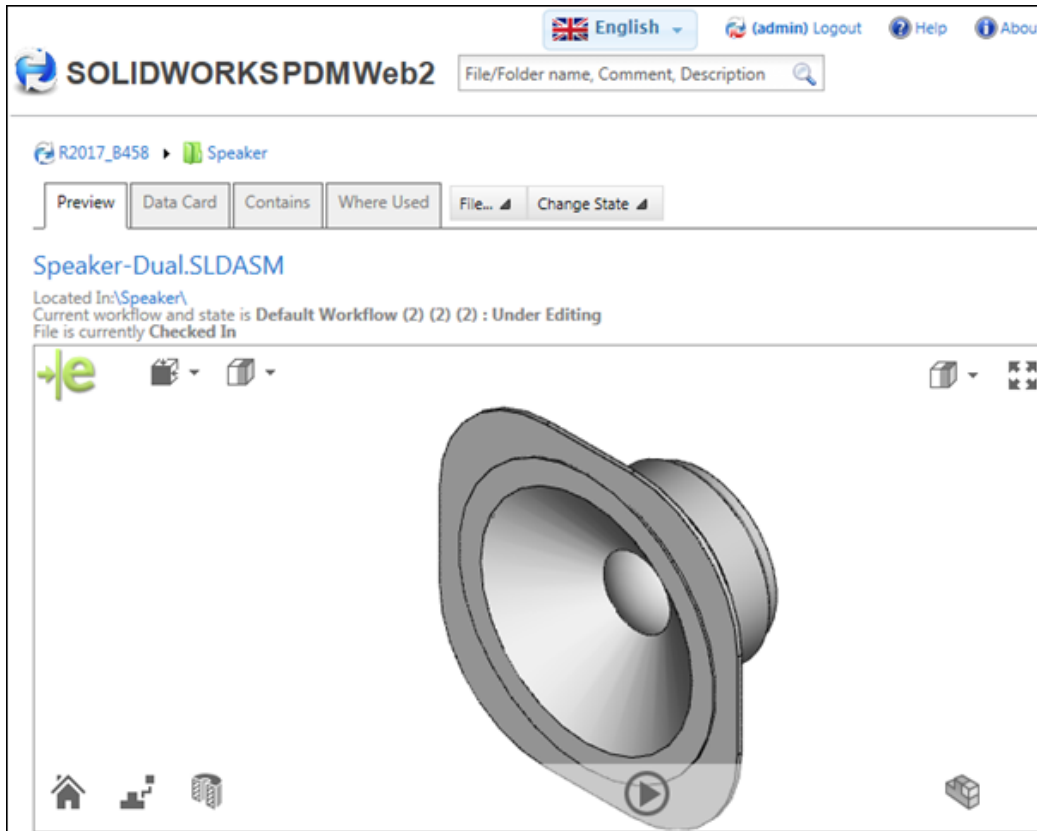 English
(admin) Logout
Help
Abou
SOLIDWORKSPDMWeb2
File/Folder name, Comment, Description
R2017_B458
Speaker
Preview
Data Card
Contains
Where Used
File...
Change State
Speaker-Dual.SLDASM
Located In:\Speaker\
Current workflow and state is Default Workflow (2) (2) (2) : Under Editing
File is currently Checked In
e